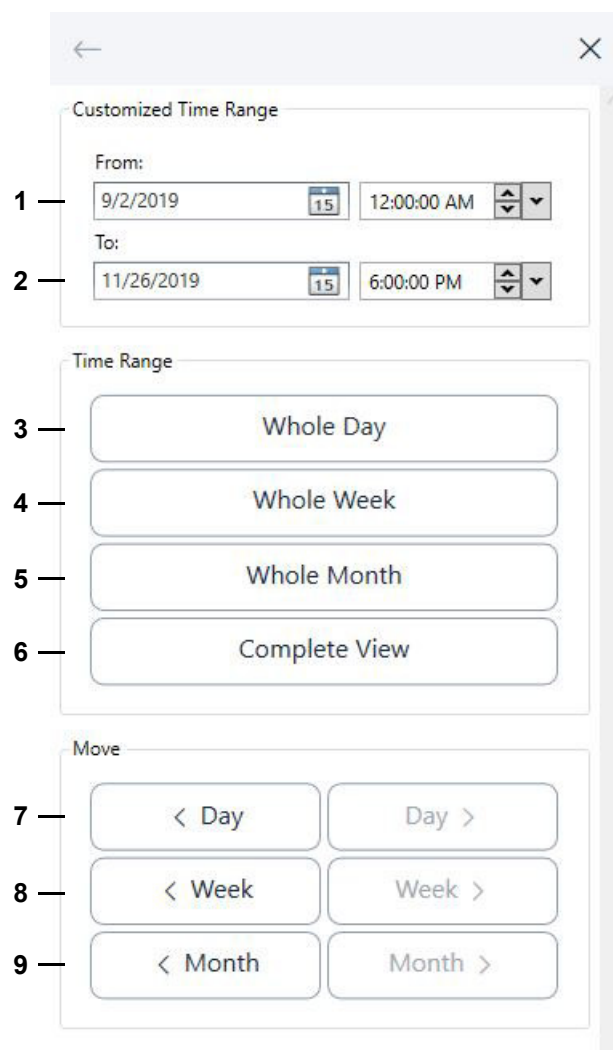 Customized Time Range
From:
1 9/2/2019 15 12:00:00 AM
To:
2 11/26/2019 15 6:00:00 PM
Time Range
3 Whole Day
4 Whole Week
5 Whole Month
6 Complete View
Move
7 < Day Day >
8 < Week Week >
9 < Month Month >